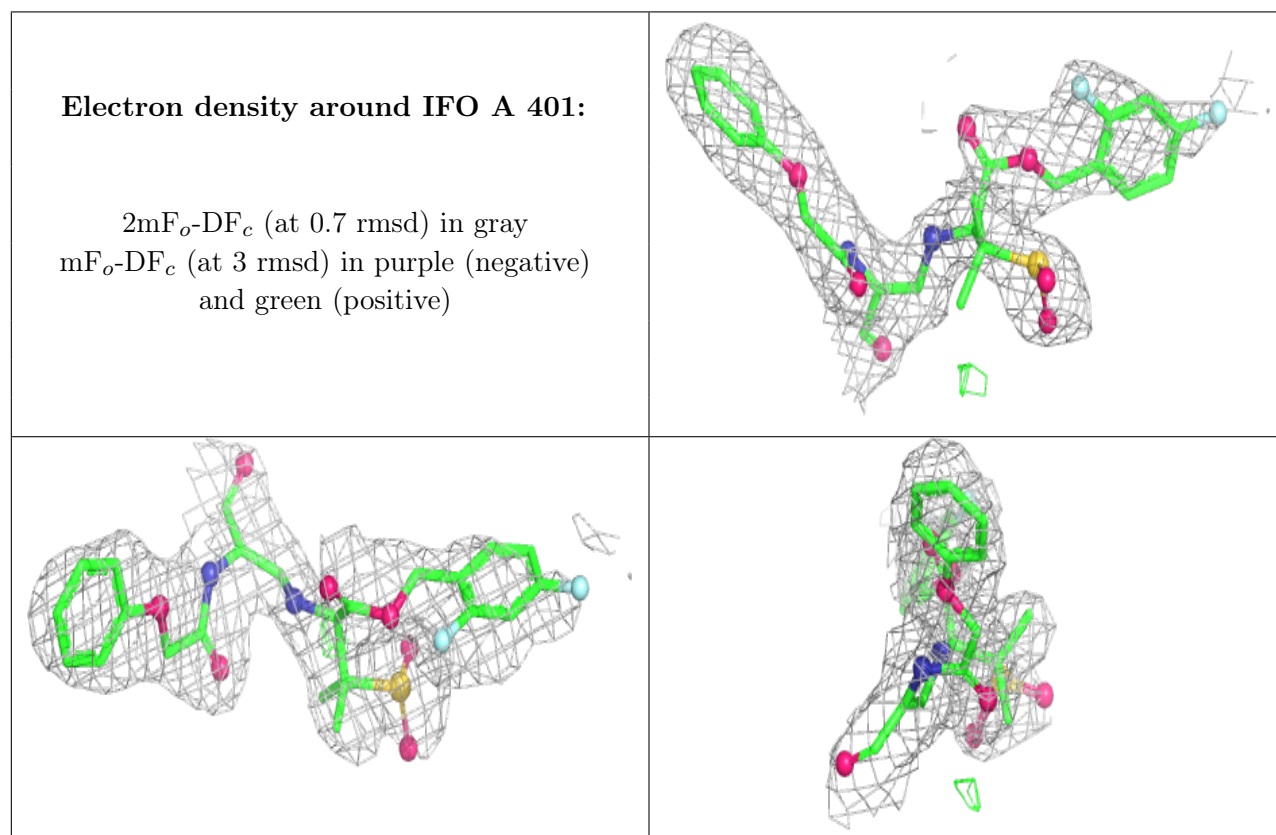 Electron density around IFO A 401:
2mFo-DFc (at 0.7 rmsd) in gray
mFo-DFc (at 3 rmsd) in purple (negative)
and green (positive)